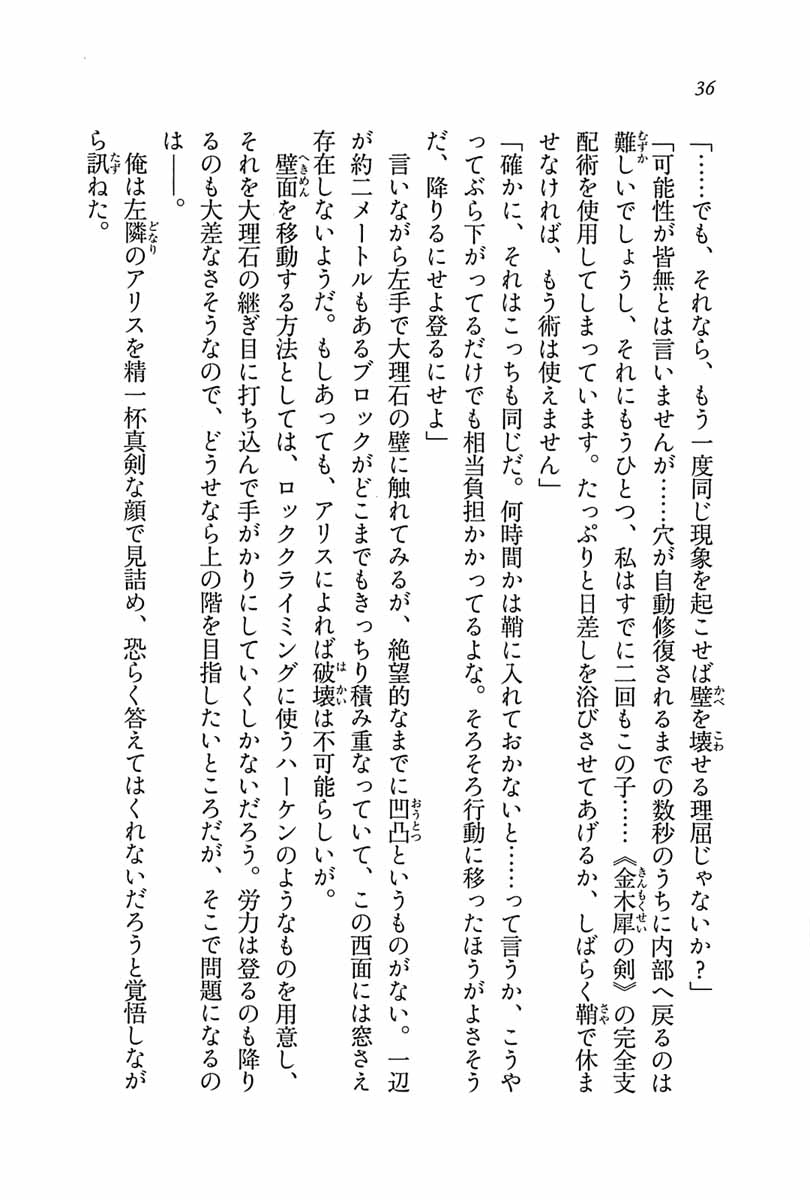 36
「……でも、それなら、もう一度同じ現象を起こせば壁を壊せる理屈じゃないか？」
「可能性が皆無とは言いませんが……穴が自動修復されるまでの数秒のうちに内部へ戻るのは
難しいでしょうし、それにもうひとつ、私はすでに二回もこの子……《金木犀の剣》の完全支
配術を使用してしまっています。たっぷりと日差しを浴びさせてあげるか、しばらく鞘で休ま
せなければ、もう術は使えません」
「確かに、それはこっちも同じだ。何時間かは鞘に入れておかないと……って言うか、こうや
ってぶら下がってるだけでも相当負担かかってるよな。そろそろ行動に移ったほうがよさそう
だ、降りるにせよ登るにせよ」
言いながら左手で大理石の壁に触れてみるが、絶望的なまでに凹凸というものがない。一辺
が約二メートルもあるブロックがどこまでもきっちり積み重なっていて、この西面には窓さえ
存在しないようだ。もしあっても、アリスによれば破壊は不可能らしいが。
壁面を移動する方法としては、ロッククライミングに使うハーケンのようなものを用意し、
それを大理石の継ぎ目に打ち込んで手がかりにしていくしかないだろう。労力は登るのも降り
るのも大差なさそうなので、どうせなら上の階を目指したいところだが、そこで問題になるの
は――。
俺は左隣のアリスを精一杯真剣な顔で見詰め、恐らく答えてはくれないだろうと覚悟しなが
ら訊ねた。